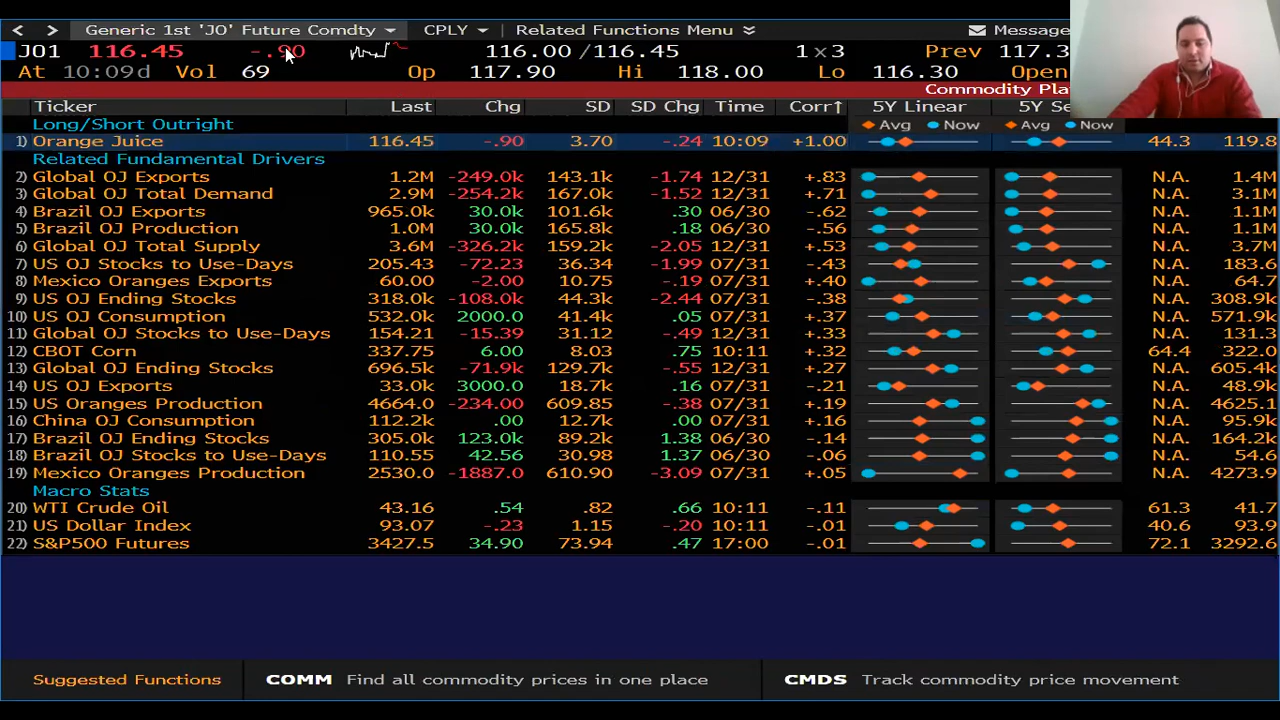 < > Generic 1st 'JO' Future Comdty CPLY Related Functions Menu Message
JO1 116.45 -.90 116.00 /116.45 1×3 Prev 117.3
At 10:09d Vol 69 Op 117.90 Hi 118.00 Lo 116.30 Open
Commodity Pla
Ticker Last Chg SD SD Chg Time Corr↑ 5Y Linear 5Y Se
Long/Short Outright Avg Now Avg Now
1) Orange Juice 116.45 -.90 3.70 -.24 10:09 +1.00 44.3 119.8
Related Fundamental Drivers
2) Global OJ Exports 1.2M -249.0k 143.1k -1.74 12/31 +.83 N.A. 1.4M
3) Global OJ Total Demand 2.9M -254.2k 167.0k -1.52 12/31 +.71 N.A. 3.1M
4) Brazil OJ Exports 965.0k 30.0k 101.6k .30 06/30 -.62 N.A. 1.1M
5) Brazil OJ Production 1.0M 30.0k 165.8k .18 06/30 -.56 N.A. 1.1M
6) Global OJ Total Supply 3.6M -326.2k 159.2k -2.05 12/31 +.53 N.A. 3.7M
7) US OJ Stocks to Use-Days 205.43 -72.23 36.34 -1.99 07/31 -.43 N.A. 183.6
8) Mexico Oranges Exports 60.00 -2.00 10.75 -.19 07/31 +.40 N.A. 64.7
9) US OJ Ending Stocks 318.0k -108.0k 44.3k -2.44 07/31 -.38 N.A. 308.9k
10) US OJ Consumption 532.0k 2000.0 41.4k .05 07/31 +.37 N.A. 571.9k
11) Global OJ Stocks to Use-Days 154.21 -15.39 31.12 -.49 12/31 +.33 N.A. 131.3
12) CBOT Corn 337.75 6.00 8.03 .75 10:11 +.32 64.4 322.0
13) Global OJ Ending Stocks 696.5k -71.9k 129.7k -.55 12/31 +.27 N.A. 605.4k
14) US OJ Exports 33.0k 3000.0 18.7k .16 07/31 -.21 N.A. 48.9k
15) US Oranges Production 4664.0 -234.00 609.85 -.38 07/31 +.19 N.A. 4625.1
16) China OJ Consumption 112.2k .00 12.7k .00 07/31 +.16 N.A. 95.9k
17) Brazil OJ Ending Stocks 305.0k 123.0k 89.2k 1.38 06/30 -.14 N.A. 164.2k
18) Brazil OJ Stocks to Use-Days 110.55 42.56 30.98 1.37 06/30 -.06 N.A. 54.6
19) Mexico Oranges Production 2530.0 -1887.0 610.90 -3.09 07/31 +.05 N.A. 4273.9
Macro Stats
20) WTI Crude Oil 43.16 .54 .82 .66 10:11 -.11 61.3 41.7
21) US Dollar Index 93.07 -.23 1.15 -.20 10:11 -.01 40.6 93.9
22) S&P500 Futures 3427.5 34.90 73.94 .47 17:00 -.01 72.1 3292.6
Suggested Functions COMM Find all commodity prices in one place CMDS Track commodity price movement